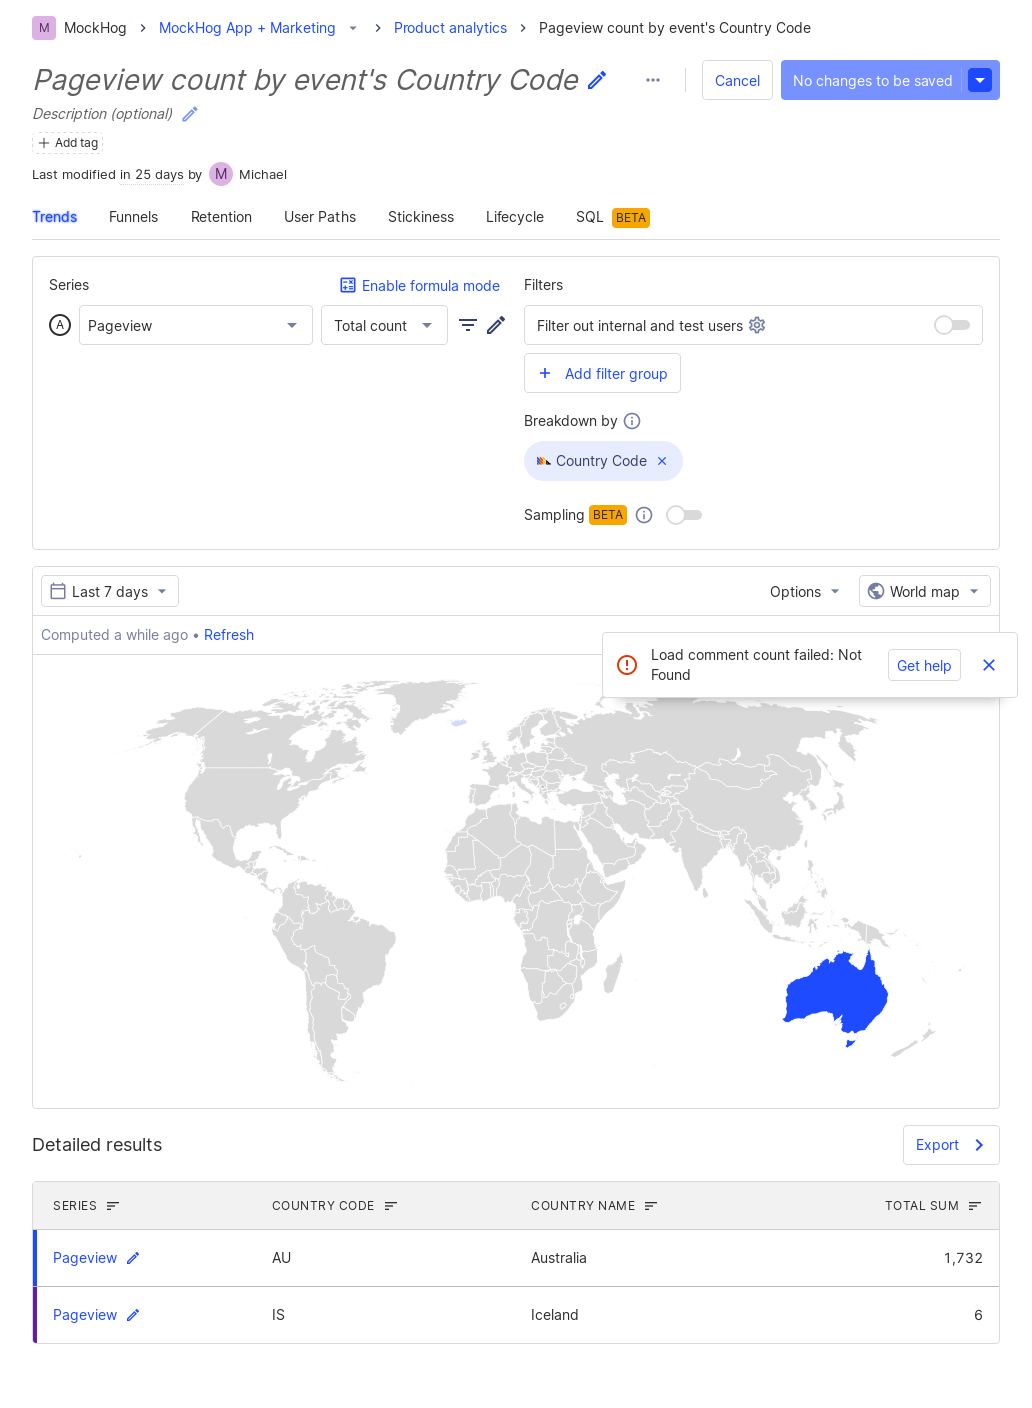 M MockHog MockHog App + Marketing Product analytics Pageview count by event's Country Code
Pageview count by event's Country Code Cancel No changes to be saved
Description (optional)
Add tag
Last modified in 25 days by M Michael
Trends Funnels Retention User Paths Stickiness Lifecycle SQL BETA
Series Enable formula mode Filters
A Pageview Total count Filter out internal and test users
Add filter group
Breakdown by
Country Code
Sampling BETA
Last 7 days Options World map
Computed a while ago • Refresh
Load comment count failed: Not
Found
Get help
Detailed results Export
SERIES COUNTRY CODE COUNTRY NAME TOTAL SUM
Pageview AU Australia 1,732
Pageview IS Iceland 6